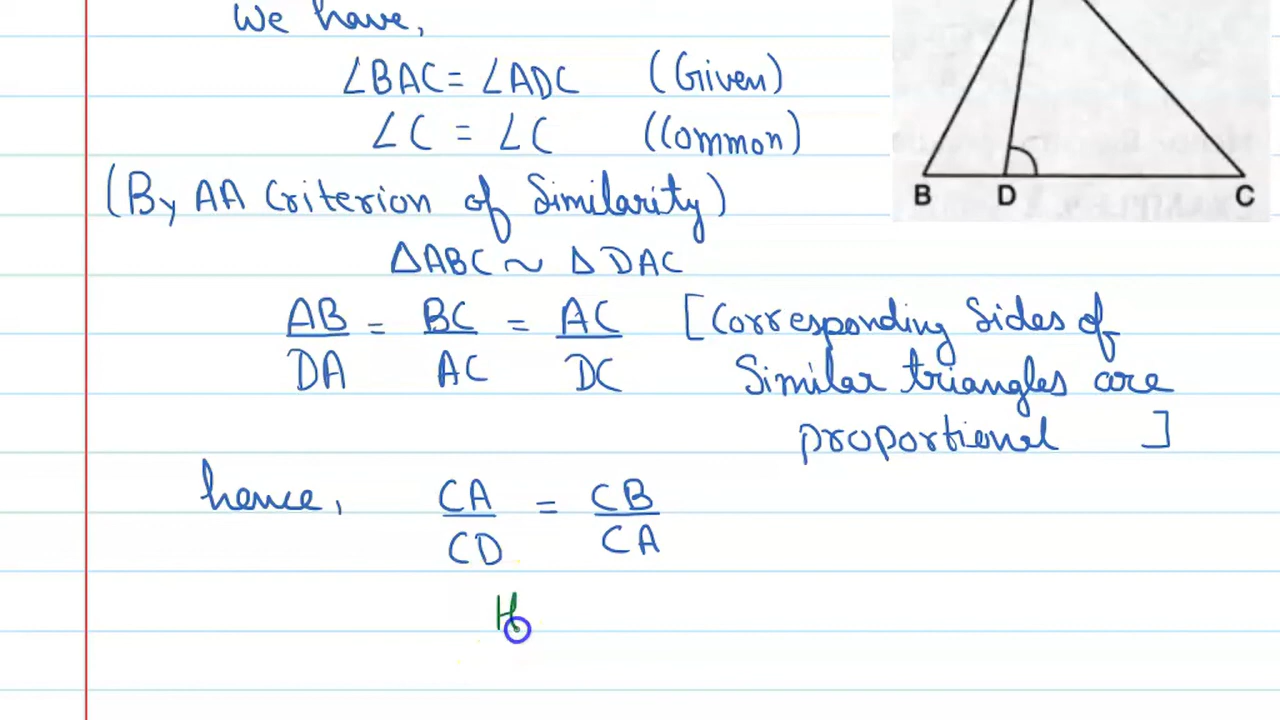 We have,
∠BAC = ∠ADC (Given)
∠C = ∠C (Common)
(By AA Criterion of Similarity)
ΔABC ~ ΔDAC
AB/DA = BC/AC = AC/DC [Corresponding Sides of
Similar triangles are
proportional ]
hence, CA/CD = CB/CA
H
B D C